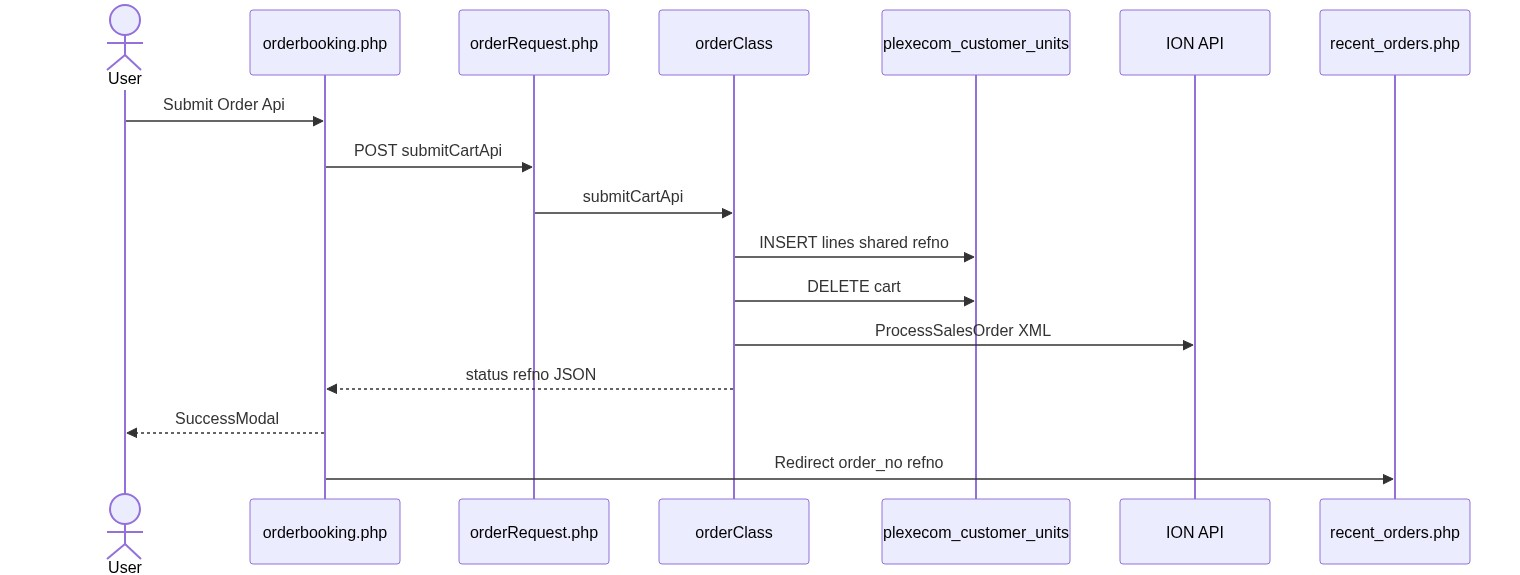 User
orderbooking.php
orderRequest.php
orderClass
plexecom_customer_units
ION API
recent_orders.php
Submit Order Api
POST submitCartApi
submitCartApi
INSERT lines shared refno
DELETE cart
ProcessSalesOrder XML
status refno JSON
SuccessModal
Redirect order_no refno
User
orderbooking.php
orderRequest.php
orderClass
plexecom_customer_units
ION API
recent_orders.php